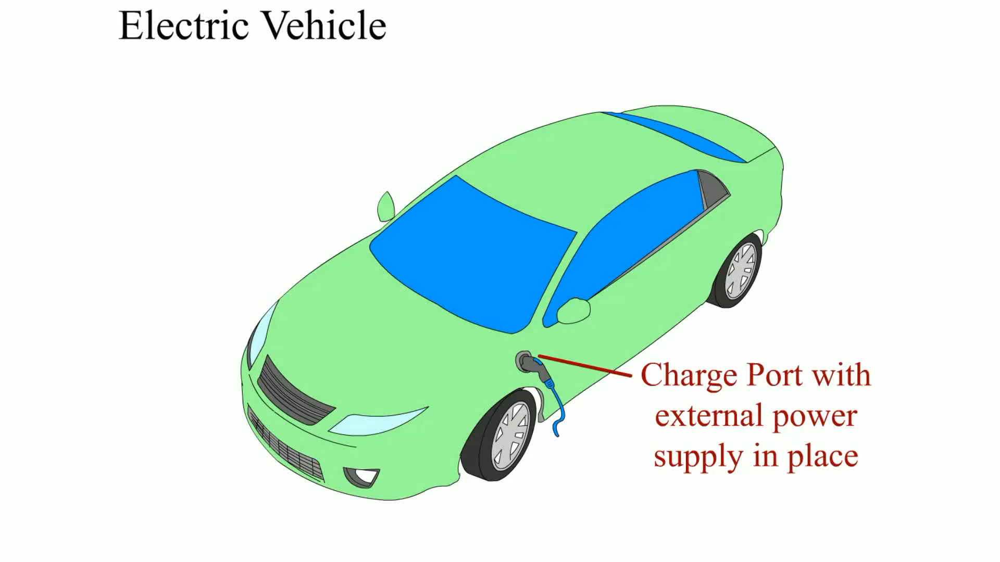 Electric Vehicle
Charge Port with
external power
supply in place